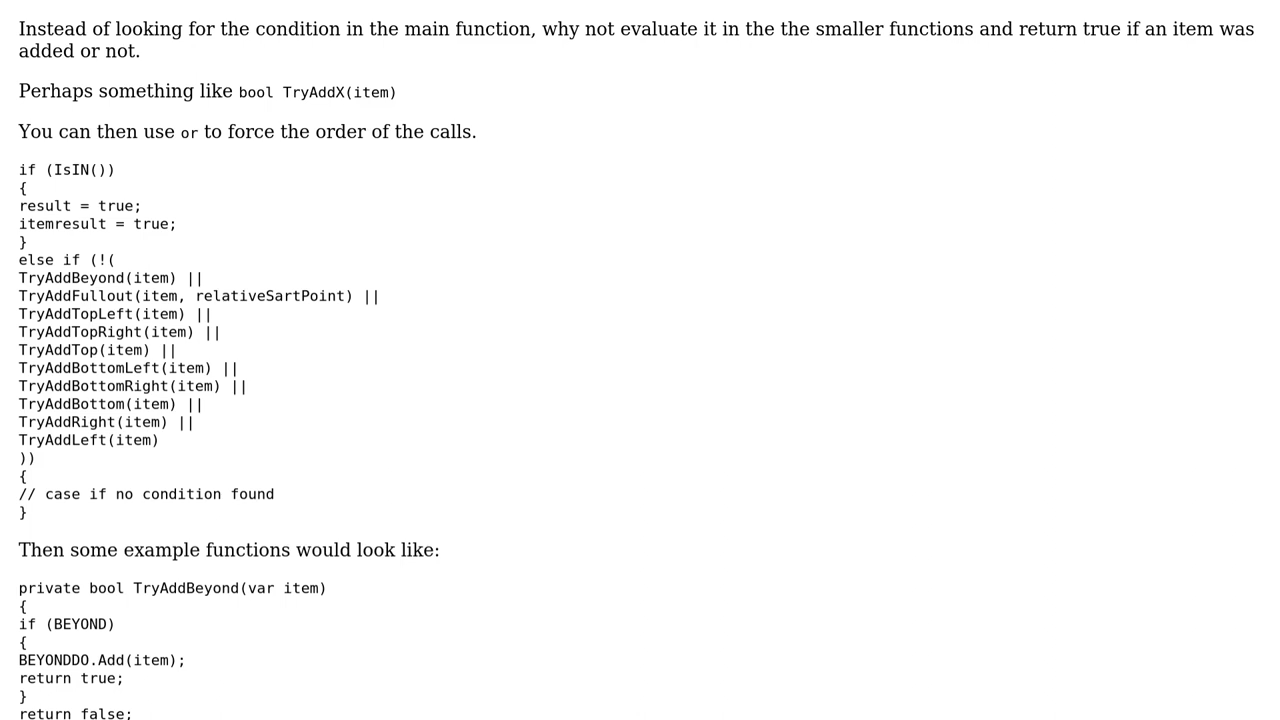 Instead of looking for the condition in the main function, why not evaluate it in the the smaller functions and return true if an item was
added or not.
Perhaps something like bool TryAddX(item)
You can then use or to force the order of the calls.
if (IsIN())
{
result = true;
itemresult = true;
}
else if (!(
TryAddBeyond(item) ||
TryAddFullout(item, relativeSartPoint) ||
TryAddTopLeft(item) ||
TryAddTopRight(item) ||
TryAddTop(item) ||
TryAddBottomLeft(item) ||
TryAddBottomRight(item) ||
TryAddBottom(item) ||
TryAddRight(item) ||
TryAddLeft(item)
))
{
// case if no condition found
}
Then some example functions would look like:
private bool TryAddBeyond(var item)
{
if (BEYOND)
{
BEYONDDO.Add(item);
return true;
}
return false;